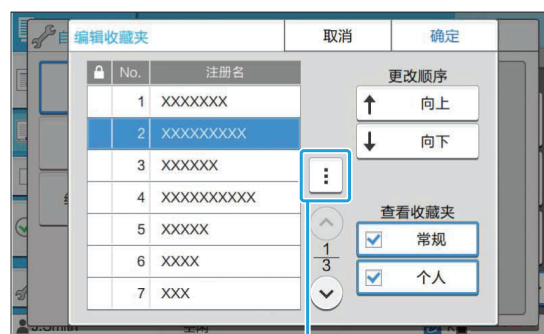 编辑收藏夹 取消 确定
No. 注册名
1 XXXXXXX
2 XXXXXXXXX
3 XXXXXX
4 XXXXXXXXXX
5 XXXXX
6 XXXX
7 XXX
1
3
更改顺序
向上
向下
查看收藏夹
常规
个人
J.Smith